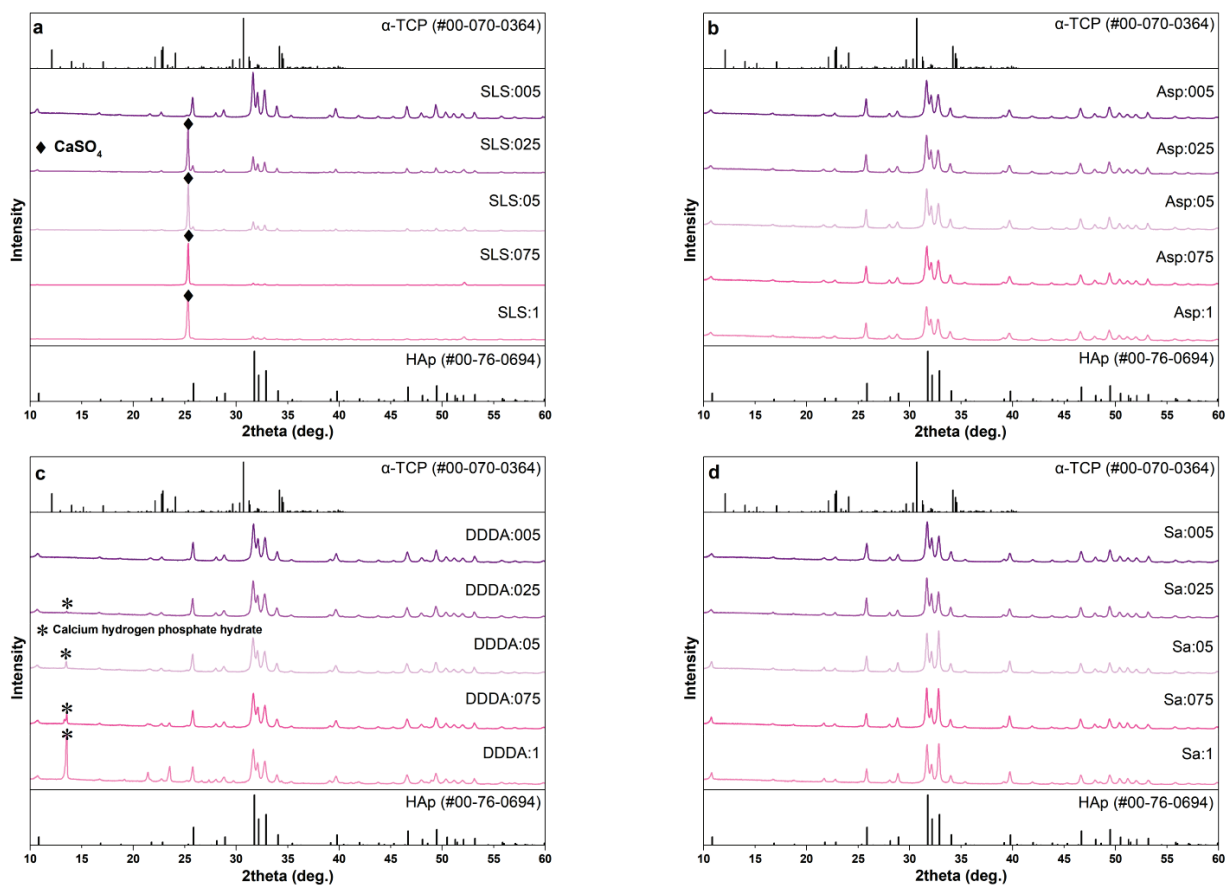 a
α-TCP (#00-070-0364)
SLS:005
♦ CaSO₄
SLS:025
SLS:05
SLS:075
SLS:1
HAp (#00-76-0694)
Intensity
10 15 20 25 30 35 40 45 50 55 60
2theta (deg.)
b
α-TCP (#00-070-0364)
Asp:005
Asp:025
Asp:05
Asp:075
Asp:1
HAp (#00-76-0694)
Intensity
10 15 20 25 30 35 40 45 50 55 60
2theta (deg.)
c
α-TCP (#00-070-0364)
DDDA:005
DDDA:025
* Calcium hydrogen phosphate hydrate
DDDA:05
DDDA:075
DDDA:1
HAp (#00-76-0694)
Intensity
10 15 20 25 30 35 40 45 50 55 60
2theta (deg.)
d
α-TCP (#00-070-0364)
Sa:005
Sa:025
Sa:05
Sa:075
Sa:1
HAp (#00-76-0694)
Intensity
10 15 20 25 30 35 40 45 50 55 60
2theta (deg.)